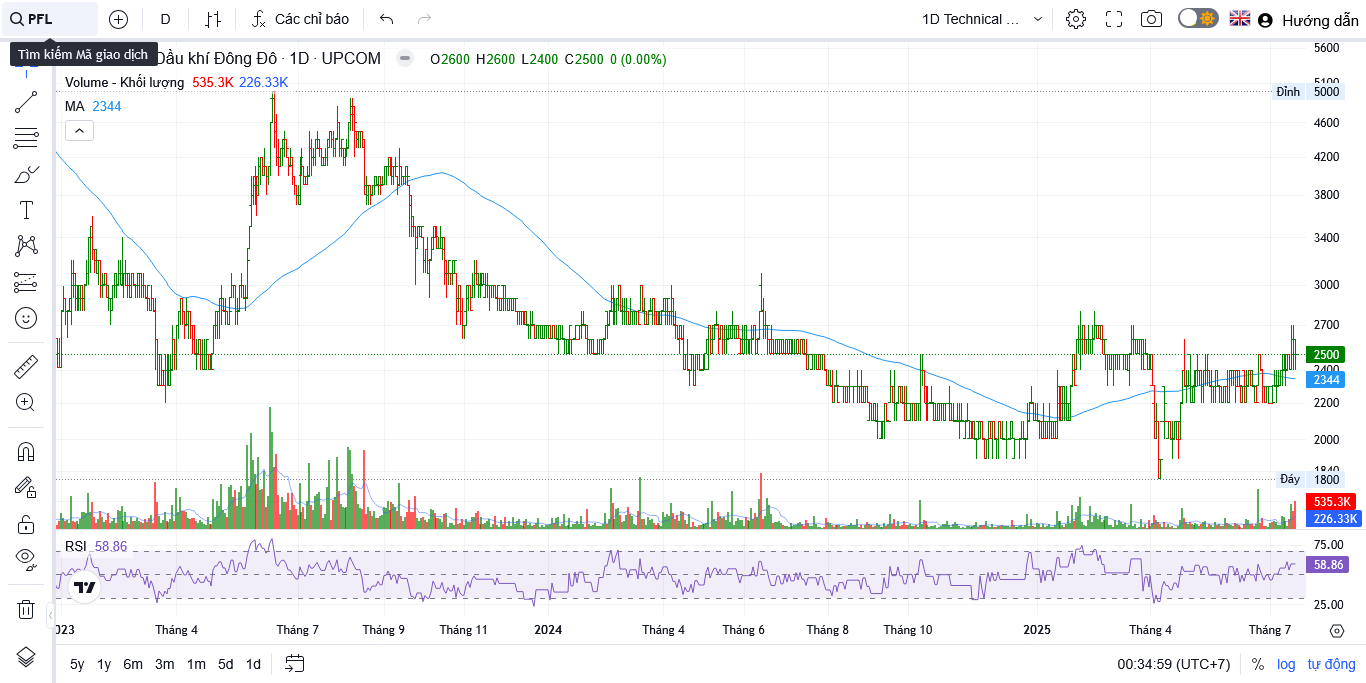 PFL
D
Các chỉ báo
1D Technical ...
Hướng dẫn
Tìm kiếm Mã giao dịch
Dầu khí Đông Đô · 1D · UPCOM
O2600 H2600 L2400 C2500 0 (0.00%)
Volume - Khối lượng 535.3K 226.33K
MA 2344
5600
5100
Đỉnh 5000
4600
4200
3800
3400
3000
2700
2500
2400
2344
2200
2000
1840
Đáy 1800
535.3K
226.33K
RSI 58.86
75.00
58.86
25.00
023 Tháng 4 Tháng 7 Tháng 9 Tháng 11 2024 Tháng 4 Tháng 6 Tháng 8 Tháng 10 2025 Tháng 4 Tháng 7
5y 1y 6m 3m 1m 5d 1d
00:34:59 (UTC+7) % log tự động